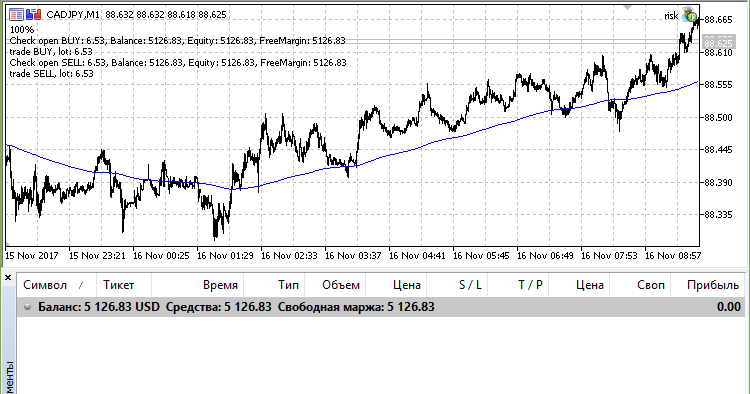 CADJPY,M1 88.632 88.632 88.618 88.625
risk
100%
Check open BUY: 6.53, Balance: 5126.83, Equity: 5126.83, FreeMargin: 5126.83
trade BUY, lot: 6.53
Check open SELL: 6.53, Balance: 5126.83, Equity: 5126.83, FreeMargin: 5126.83
trade SELL, lot: 6.53
88.665
88.625
88.610
88.555
88.500
88.445
88.390
88.335
15 Nov 2017 15 Nov 23:21 16 Nov 00:25 16 Nov 01:29 16 Nov 02:33 16 Nov 03:37 16 Nov 04:41 16 Nov 05:45 16 Nov 06:49 16 Nov 07:53 16 Nov 08:57
Символ / Тикет Время Тип Объем Цена S / L T / P Цена Своп Прибыль
Баланс: 5 126.83 USD Средства: 5 126.83 Свободная маржа: 5 126.83 0.00
менты